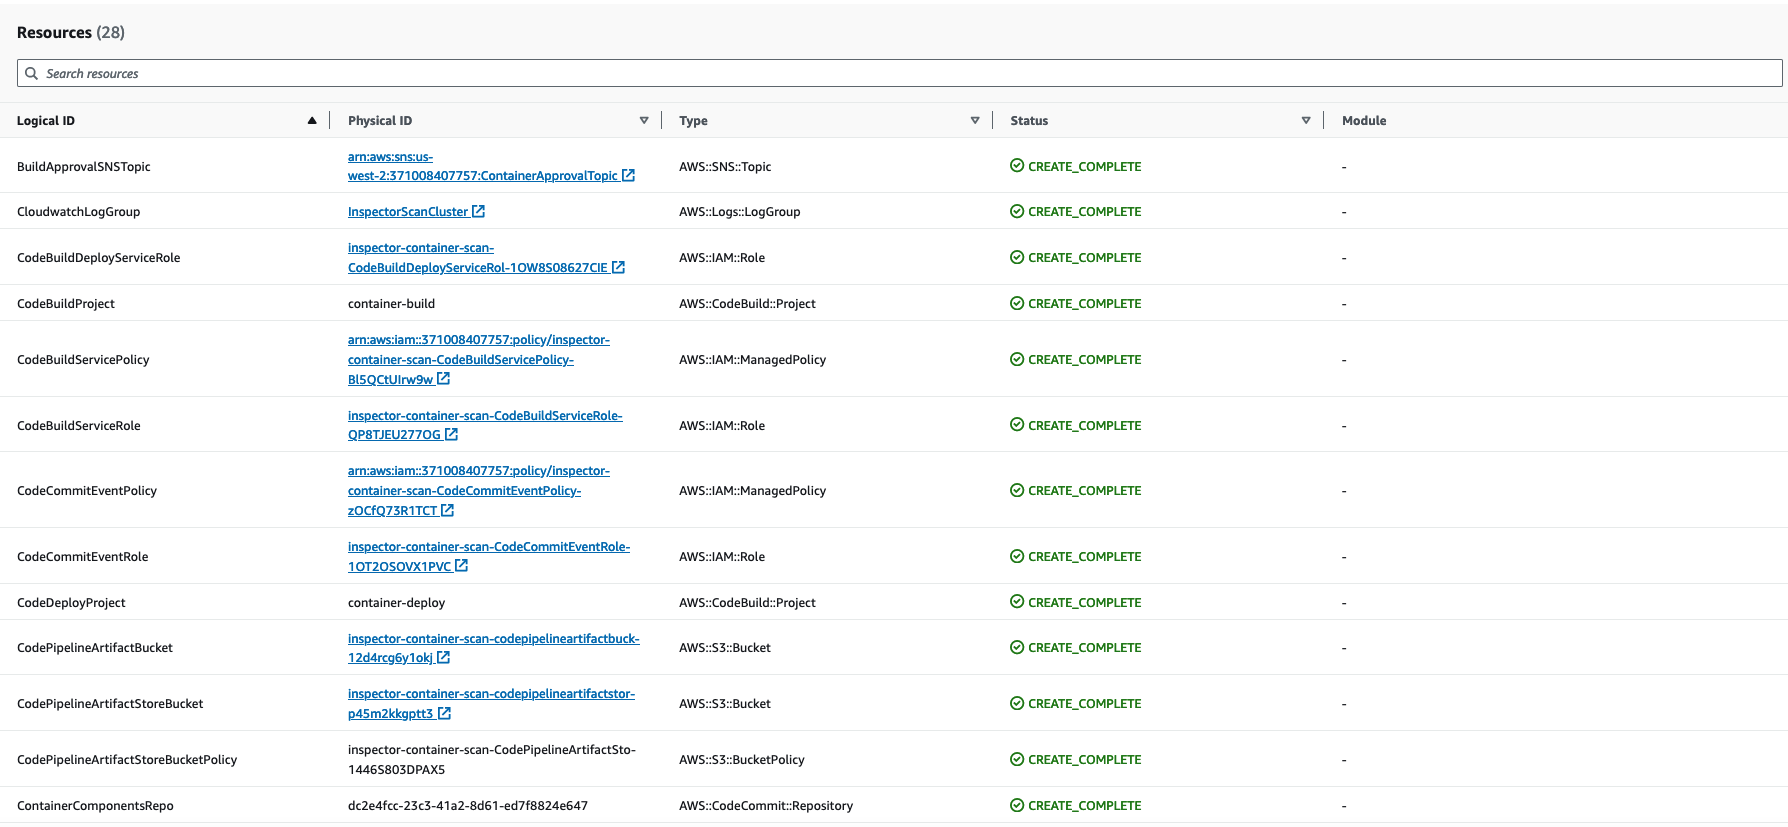 Resources (28)
Search resources
Logical ID Physical ID Type Status Module
BuildApprovalSNSTopic arn:aws:sns:us- AWS::SNS::Topic CREATE_COMPLETE -
west-2:371008407757:ContainerApprovalTopic
CloudwatchLogGroup InspectorScanCluster AWS::Logs::LogGroup CREATE_COMPLETE -
CodeBuildDeployServiceRole inspector-container-scan- AWS::IAM::Role CREATE_COMPLETE -
CodeBuildDeployServiceRol-1OW8S08627CIE
CodeBuildProject container-build AWS::CodeBuild::Project CREATE_COMPLETE -
arn:aws:iam::371008407757:policy/inspector-
CodeBuildServicePolicy container-scan-CodeBuildServicePolicy- AWS::IAM::ManagedPolicy CREATE_COMPLETE -
Bl5QCtUIrw9w
CodeBuildServiceRole inspector-container-scan-CodeBuildServiceRole- AWS::IAM::Role CREATE_COMPLETE -
QP8TJEU277OG
arn:aws:iam::371008407757:policy/inspector-
CodeCommitEventPolicy container-scan-CodeCommitEventPolicy- AWS::IAM::ManagedPolicy CREATE_COMPLETE -
zOCfQ73R1TCT
CodeCommitEventRole inspector-container-scan-CodeCommitEventRole- AWS::IAM::Role CREATE_COMPLETE -
1OT2OSOVX1PVC
CodeDeployProject container-deploy AWS::CodeBuild::Project CREATE_COMPLETE -
CodePipelineArtifactBucket inspector-container-scan-codepipelineartifactbuck- AWS::S3::Bucket CREATE_COMPLETE -
12d4rcg6y1okj
CodePipelineArtifactStoreBucket inspector-container-scan-codepipelineartifactstor- AWS::S3::Bucket CREATE_COMPLETE -
p45m2kkgptt3
CodePipelineArtifactStoreBucketPolicy inspector-container-scan-CodePipelineArtifactSto- AWS::S3::BucketPolicy CREATE_COMPLETE -
1446S803DPAX5
ContainerComponentsRepo dc2e4fcc-23c3-41a2-8d61-ed7f8824e647 AWS::CodeCommit::Repository CREATE_COMPLETE -